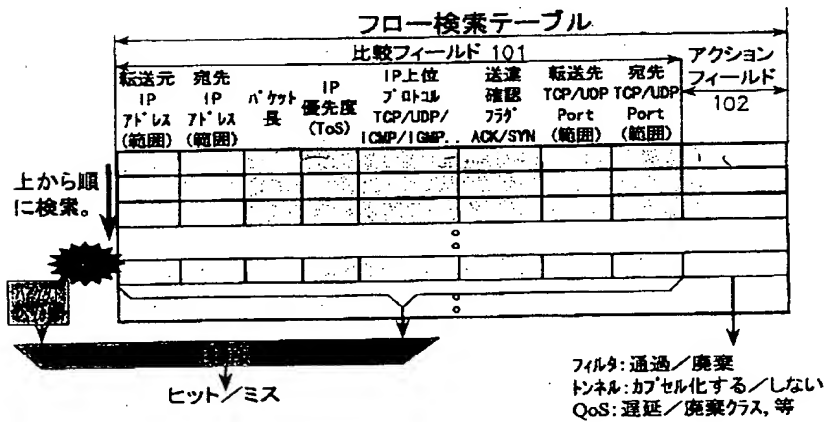 フロー検索テーブル
比較フィールド 101
アクション
フィールド
102
転送元
IP
アドレス
(範囲)
宛先
IP
アドレス
(範囲)
パケット
長
IP
優先度
(ToS)
IP上位
プロトコル
TCP/UDP/
ICMP/IGMP..
送達
確認
フラグ
ACK/SYN
転送先
TCP/UDP
Port
(範囲)
宛先
TCP/UDP
Port
(範囲)
上から順
に検索。
ヒット/ミス
フィルタ:通過/廃棄
トンネル:カプセル化する/しない
QoS:遅延/廃棄クラス,等